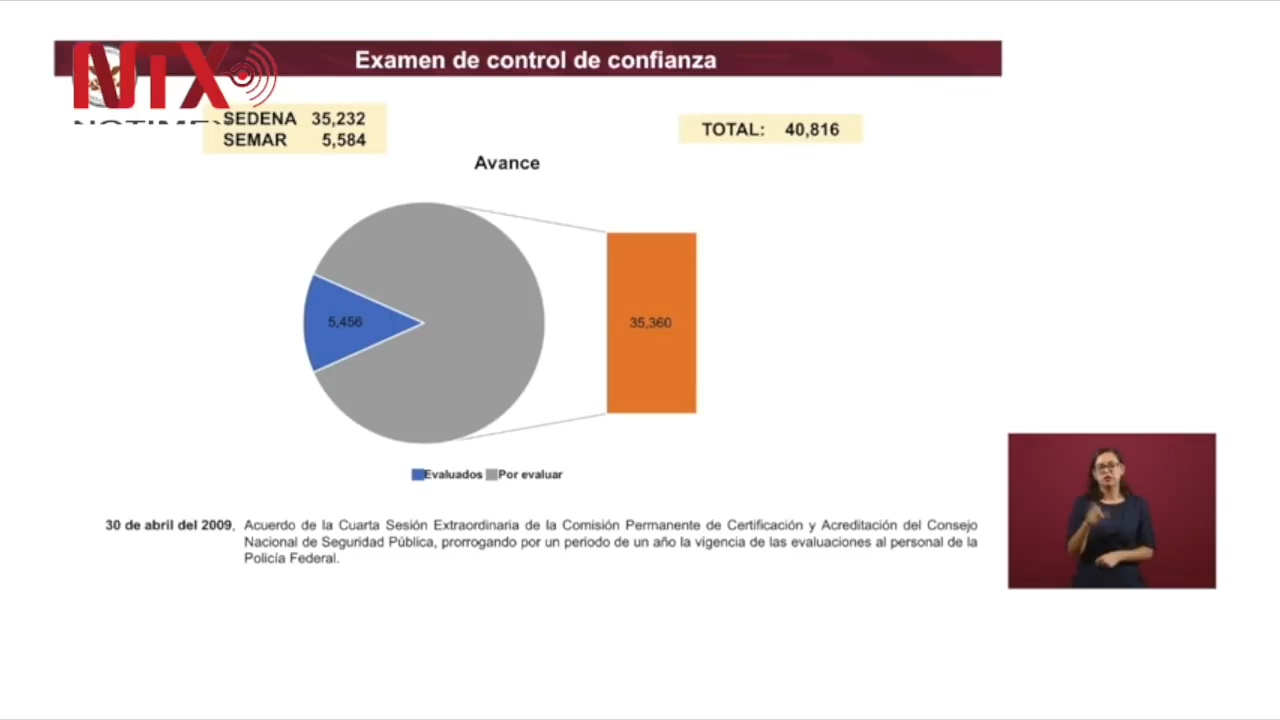 Examen de control de confianza
NTX
NOTIMEX
SEDENA 35,232
SEMAR 5,584
TOTAL: 40,816
Avance
5,456
35,360
Evaluados Por evaluar
30 de abril del 2009, Acuerdo de la Cuarta Sesión Extraordinaria de la Comisión Permanente de Certificación y Acreditación del Consejo
Nacional de Seguridad Pública, prorrogando por un periodo de un año la vigencia de las evaluaciones al personal de la
Policía Federal.